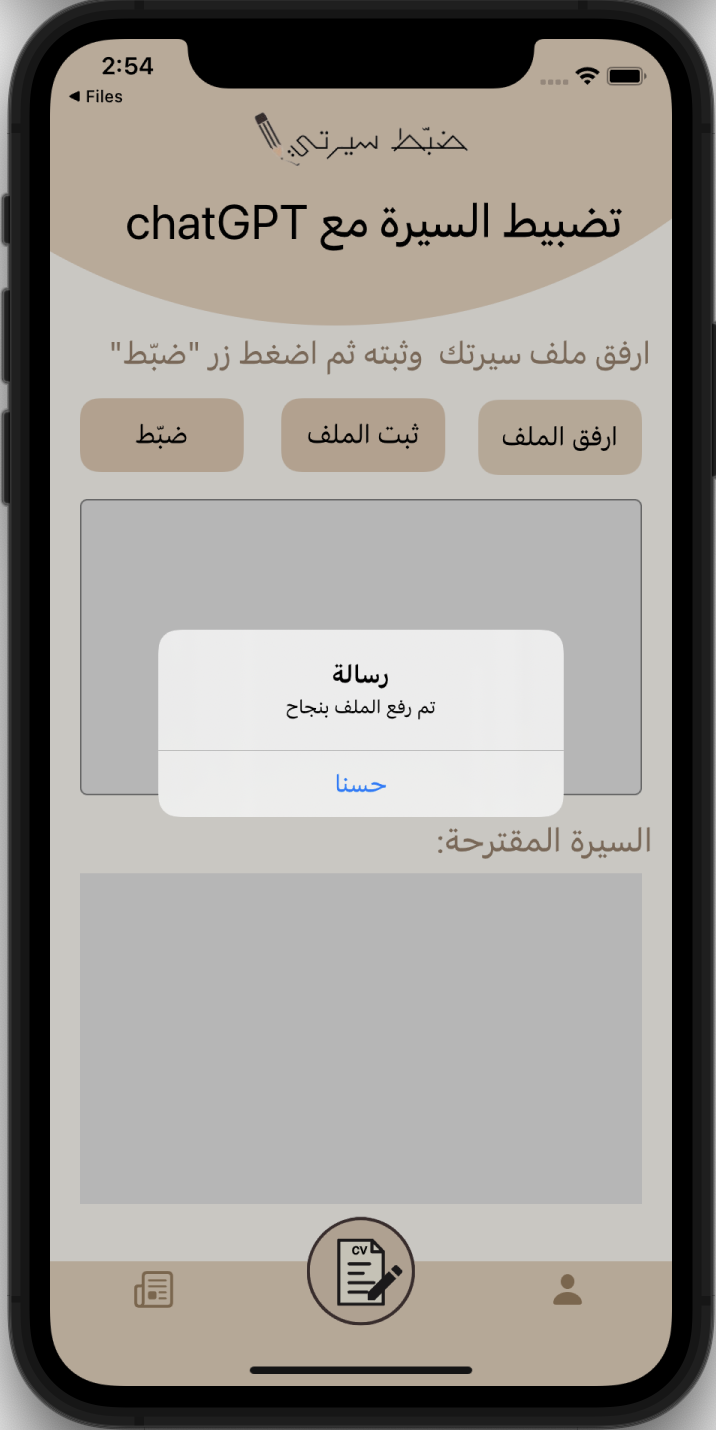 2:54
◀ Files
ضبّط سيرتي
تضبيط السيرة مع chatGPT
ارفق ملف سيرتك وثبته ثم اضغط زر "ضبّط"
ارفق الملف ثبت الملف ضبّط
رسالة
تم رفع الملف بنجاح
حسنا
السيرة المقترحة:
CV